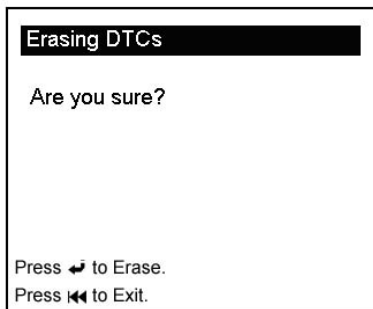 Erasing DTCs
Are you sure?
Press ↵ to Erase.
Press ⏮ to Exit.